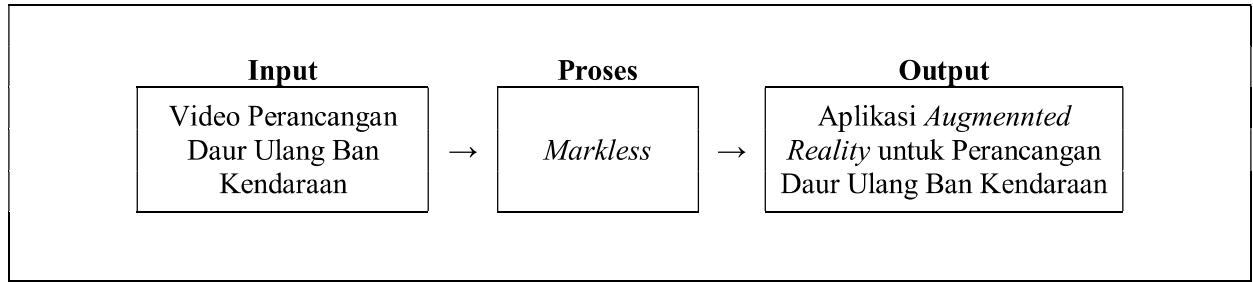 Input
Video Perancangan
Daur Ulang Ban
Kendaraan
→
Proses
Markless
→
Output
Aplikasi Augmennted
Reality untuk Perancangan
Daur Ulang Ban Kendaraan